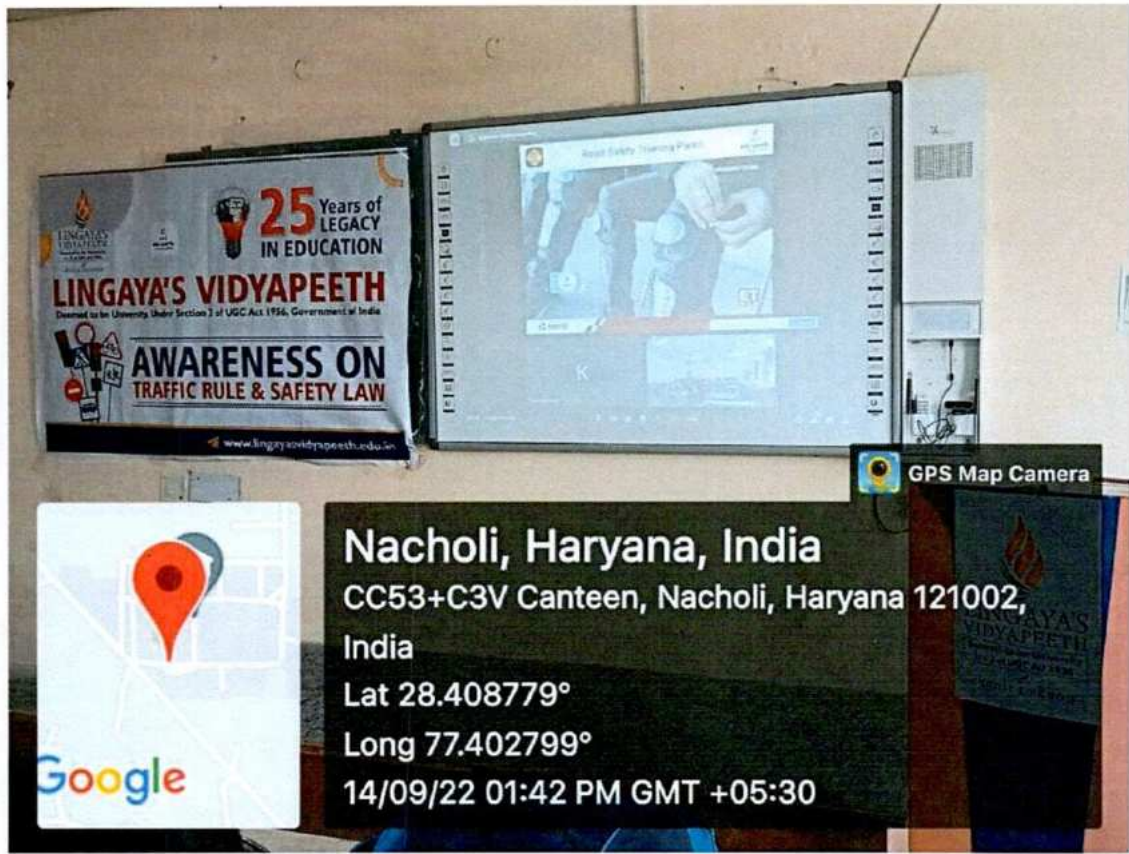 LINGAYA'S
VIDYAPEETH
25 Years of
LEGACY
IN EDUCATION
LINGAYA'S VIDYAPEETH
Deemed to be University, Under Section 3 of UGC Act 1956, Government of India
AWARENESS ON
TRAFFIC RULE & SAFETY LAW
www.lingayasvidyapeeth.edu.in
Road Safety Training Park
K
GPS Map Camera
Nacholi, Haryana, India
CC53+C3V Canteen, Nacholi, Haryana 121002,
India
Lat 28.408779°
Long 77.402799°
14/09/22 01:42 PM GMT +05:30
Google
LINGAYA'S
VIDYAPEETH